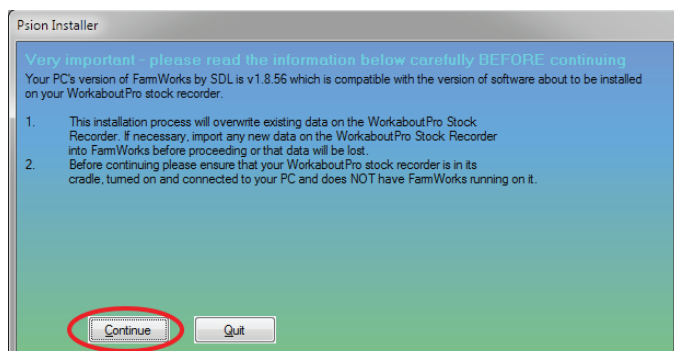 Psion Installer
Very important - please read the information below carefully BEFORE continuing
Your PC's version of FarmWorks by SDL is v1.8.56 which is compatible with the version of software about to be installed
on your WorkaboutPro stock recorder.
1. This installation process will overwrite existing data on the WorkaboutPro Stock
Recorder. If necessary, import any new data on the WorkaboutPro Stock Recorder
into FarmWorks before proceeding or that data will be lost.
2. Before continuing please ensure that your WorkaboutPro stock recorder is in its
cradle, turned on and connected to your PC and does NOT have FarmWorks running on it.
Continue Quit